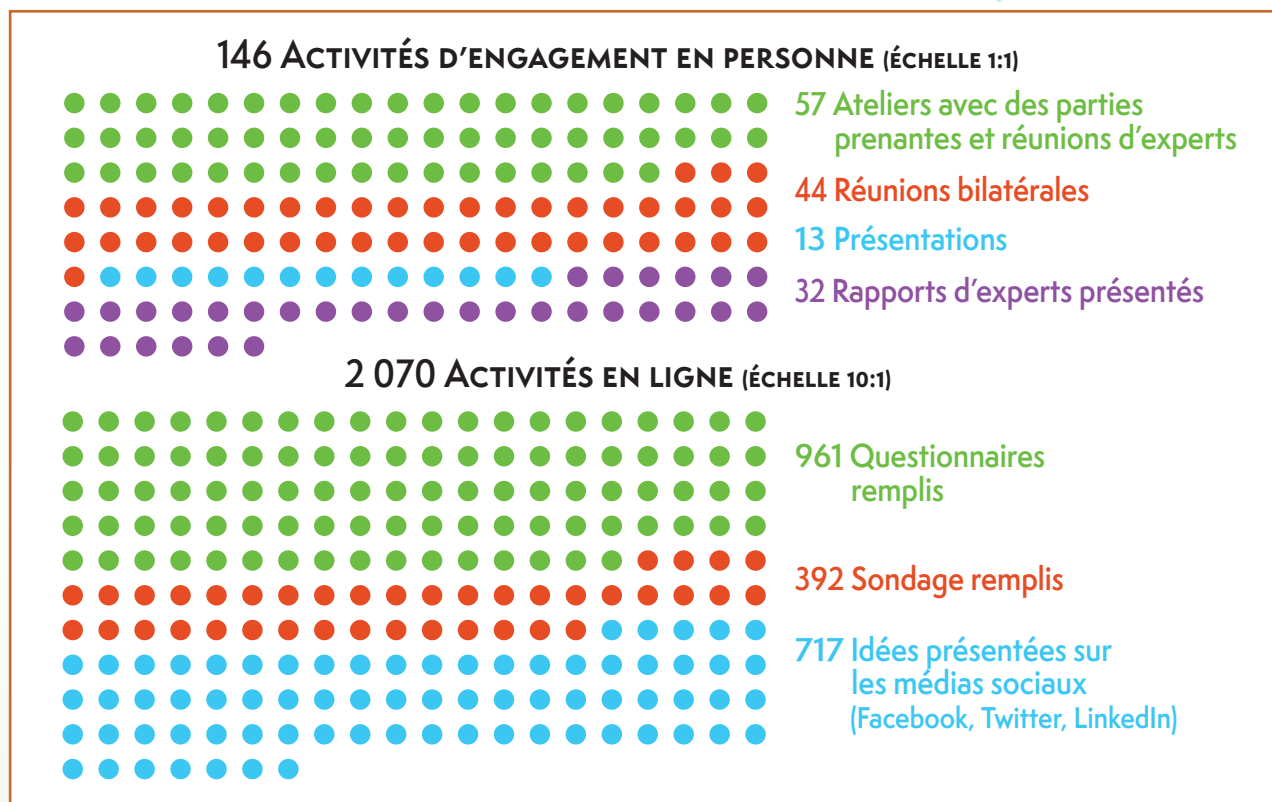 146 Activités d'engagement en personne (échelle 1:1)
57 Ateliers avec des parties
prenantes et réunions d'experts
44 Réunions bilatérales
13 Présentations
32 Rapports d'experts présentés
2 070 Activités en ligne (échelle 10:1)
961 Questionnaires
remplis
392 Sondage remplis
717 Idées présentées sur
les médias sociaux
(Facebook, Twitter, LinkedIn)